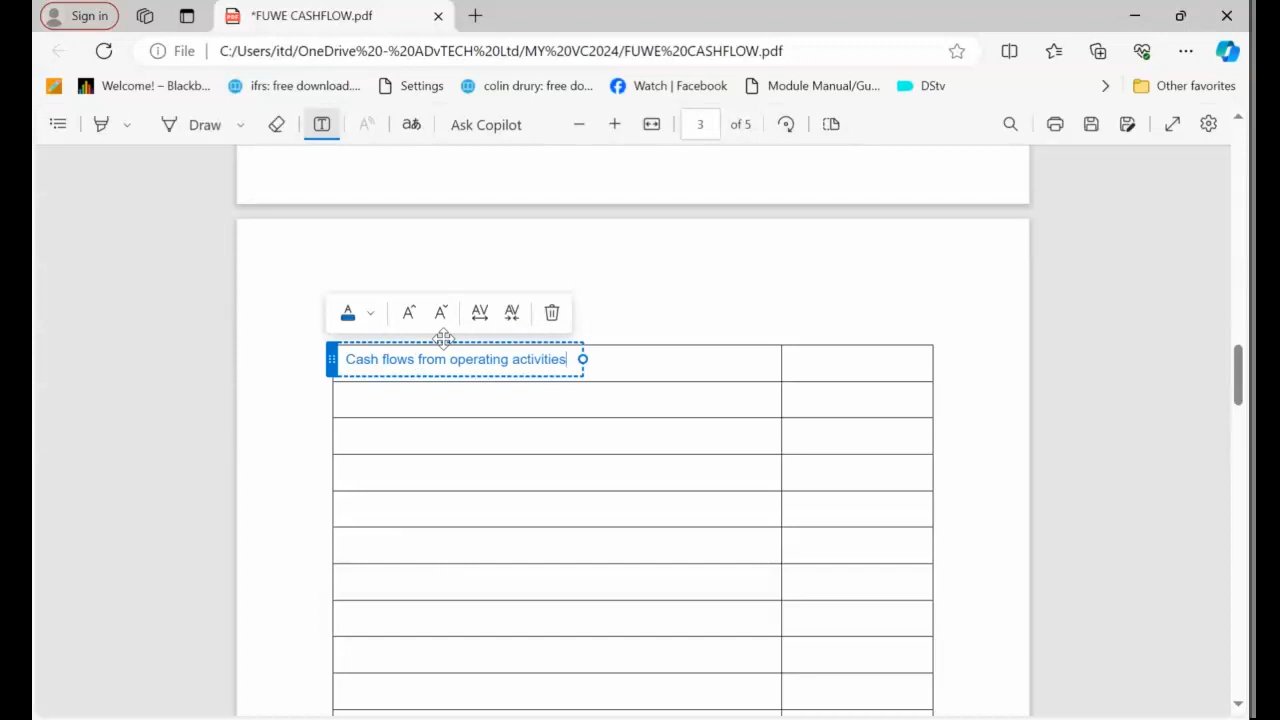 Sign in
*FUWE CASHFLOW.pdf
File
C:/Users/itd/OneDrive%20-%20ADvTECH%20Ltd/MY%20VC2024/FUWE%20CASHFLOW.pdf
Welcome! – Blackb...
ifrs: free download....
Settings
colin drury: free do...
Watch | Facebook
Module Manual/Gu...
DStv
Other favorites
Draw
Ask Copilot
3 of 5
Cash flows from operating activities